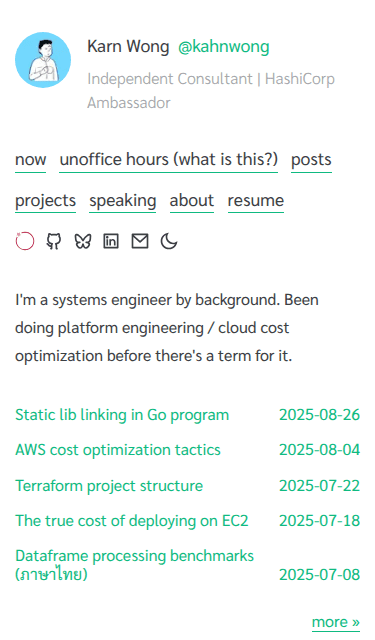 Karn Wong @kahnwong
Independent Consultant | HashiCorp
Ambassador
now unoffice hours (what is this?) posts
projects speaking about resume
I'm a systems engineer by background. Been
doing platform engineering / cloud cost
optimization before there's a term for it.
Static lib linking in Go program 2025-08-26
AWS cost optimization tactics 2025-08-04
Terraform project structure 2025-07-22
The true cost of deploying on EC2 2025-07-18
Dataframe processing benchmarks
(ภาษาไทย) 2025-07-08
more »